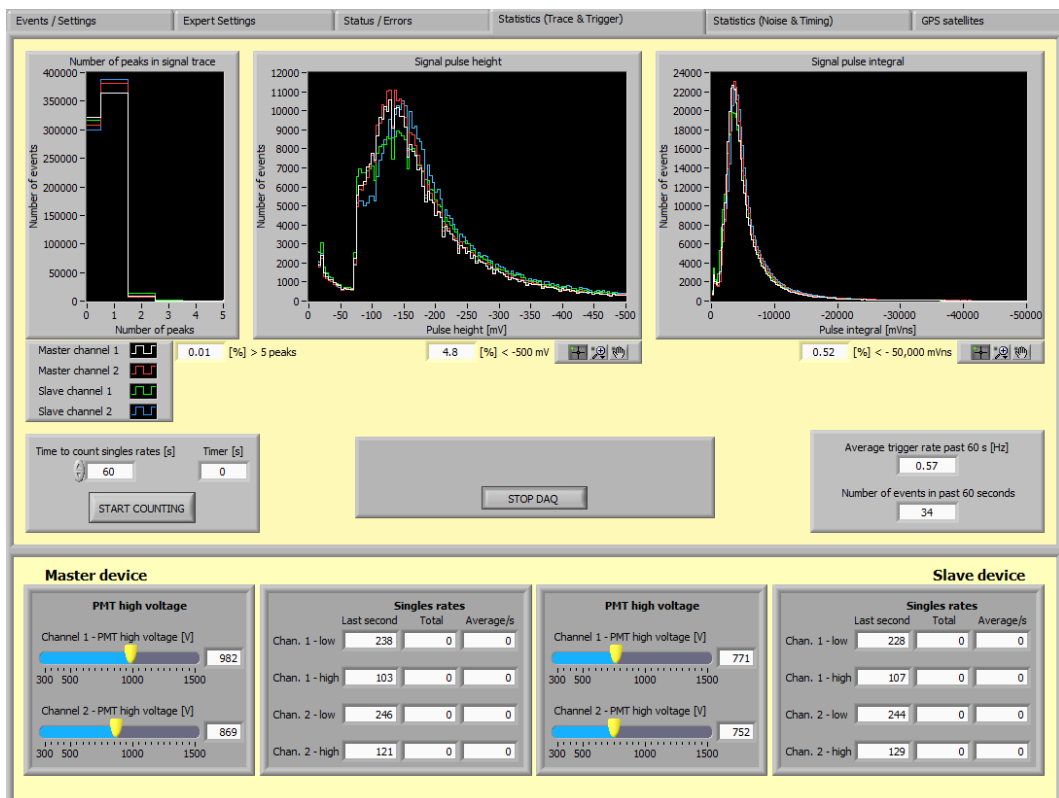 Events / Settings Expert Settings Status / Errors Statistics (Trace & Trigger) Statistics (Noise & Timing) GPS satellites
Number of peaks in signal trace
400000
350000
300000
250000
200000
150000
100000
50000
0
Number of events
0 1 2 3 4 5
Number of peaks
Signal pulse height
12000
11000
10000
9000
8000
7000
6000
5000
4000
3000
2000
1000
0
Number of events
0 -50 -100 -150 -200 -250 -300 -350 -400 -450 -500
Pulse height [mV]
Signal pulse integral
24000
22000
20000
18000
16000
14000
12000
10000
8000
6000
4000
2000
0
Number of events
0 -10000 -20000 -30000 -40000 -50000
Pulse integral [mVns]
Master channel 1
Master channel 2
Slave channel 1
Slave channel 2
0.01 [%] > 5 peaks
4.8 [%] < -500 mV
0.52 [%] < - 50,000 mVns
Time to count singles rates [s] Timer [s]
60 0
START COUNTING
STOP DAQ
Average trigger rate past 60 s [Hz]
0.57
Number of events in past 60 seconds
34
Master device
PMT high voltage
Channel 1 - PMT high voltage [V]
982
300 500 1000 1500
Channel 2 - PMT high voltage [V]
869
300 500 1000 1500
Singles rates
Last second Total Average/s
Chan. 1 - low 238 0 0
Chan. 1 - high 103 0 0
Chan. 2 - low 246 0 0
Chan. 2 - high 121 0 0
Slave device
PMT high voltage
Channel 1 - PMT high voltage [V]
771
300 500 1000 1500
Channel 2 - PMT high voltage [V]
752
300 500 1000 1500
Singles rates
Last second Total Average/s
Chan. 1 - low 228 0 0
Chan. 1 - high 107 0 0
Chan. 2 - low 244 0 0
Chan. 2 - high 129 0 0